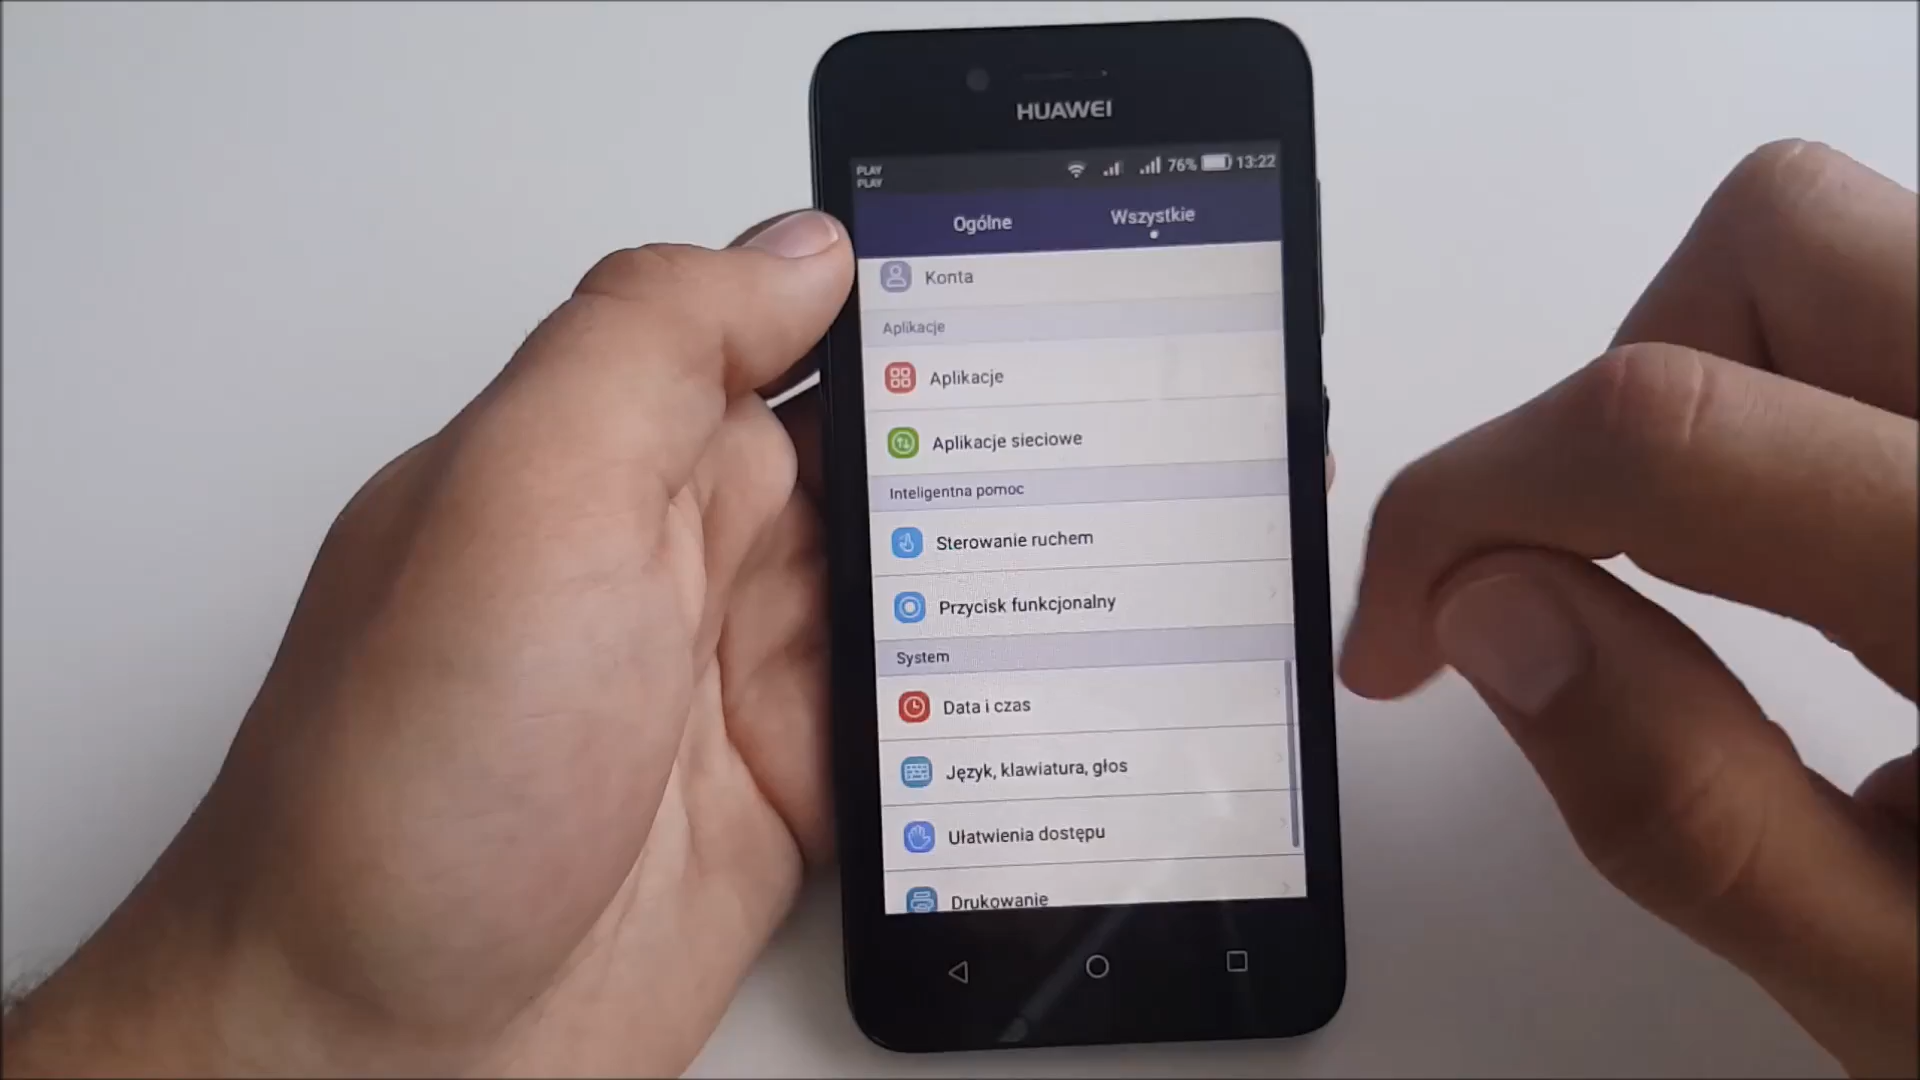 HUAWEI
PLAY
PLAY
76% 13:22
Ogólne Wszystkie
Konta
Aplikacje
Aplikacje
Aplikacje sieciowe
Inteligentna pomoc
Sterowanie ruchem
Przycisk funkcjonalny
System
Data i czas
Język, klawiatura, głos
Ułatwienia dostępu
Drukowanie